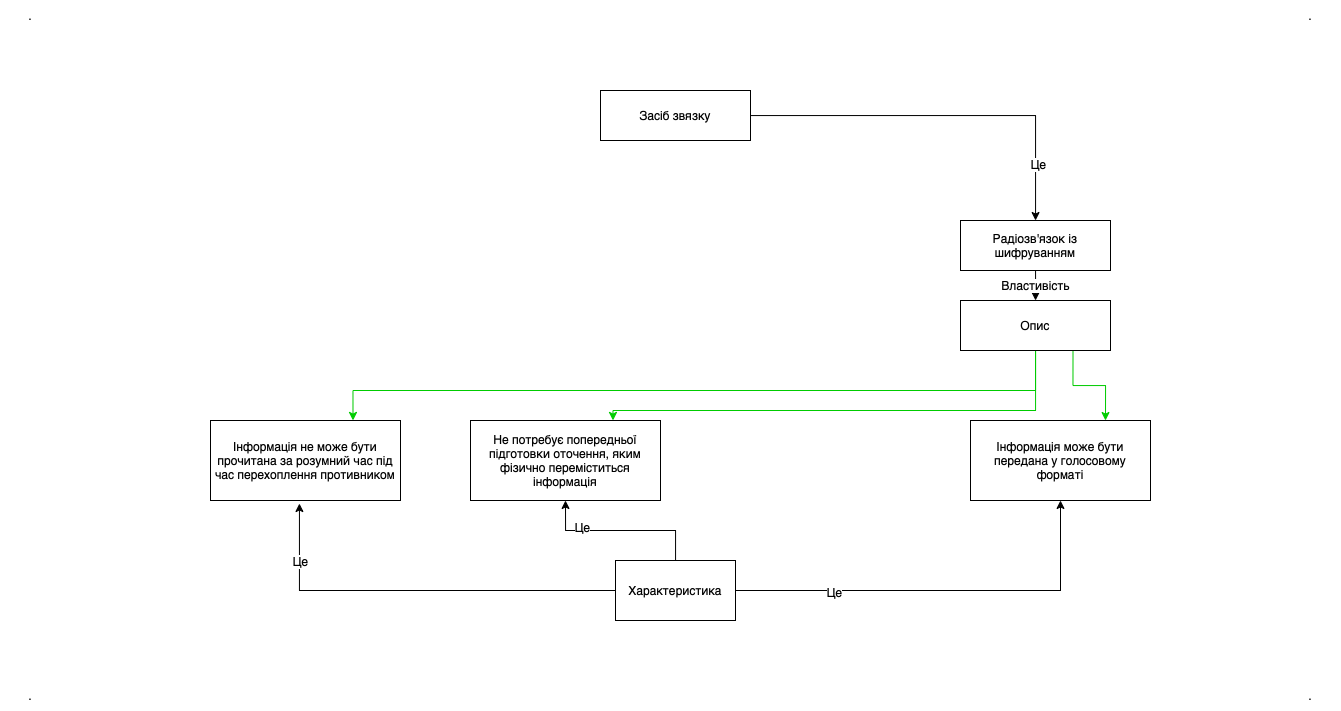 Засіб звязку
Це
Радіозв'язок із
шифруванням
Властивість
Опис
Інформація не може бути
прочитана за розумний час під
час перехоплення противником
Не потребує попередньої
підготовки оточення, яким
фізично переміститься
інформація
Інформація може бути
передана у голосовому
форматі
Це
Це
Характеристика
Це